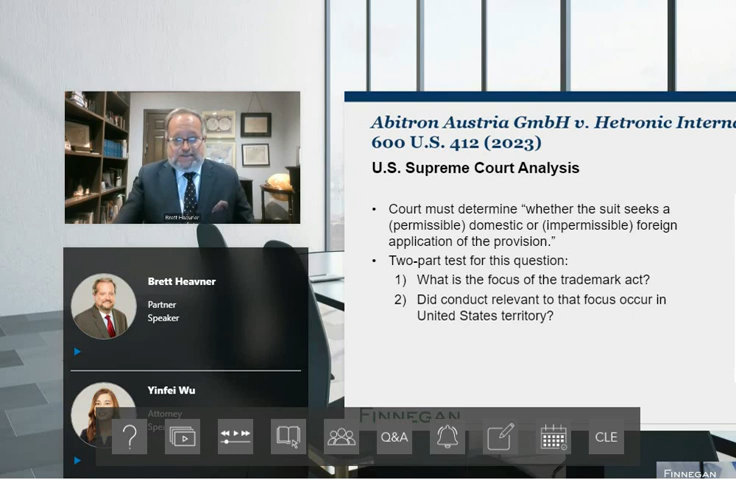 Abitron Austria GmbH v. Hetronic Interna
600 U.S. 412 (2023)
U.S. Supreme Court Analysis
• Court must determine “whether the suit seeks a
(permissible) domestic or (impermissible) foreign
application of the provision.”
• Two-part test for this question:
1) What is the focus of the trademark act?
2) Did conduct relevant to that focus occur in
United States territory?
FINNEGAN
Brett Heavner
Brett Heavner
Partner
Speaker
Yinfei Wu
Attorney
?
Q&A
CLE
FINNEGAN